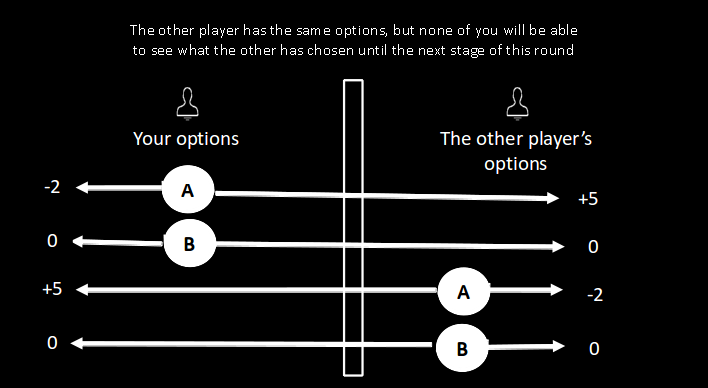 The other player has the same options, but none of you will be able
to see what the other has chosen until the next stage of this round
Your options
The other player's
options
-2 A +5
0 B 0
+5 A -2
0 B 0